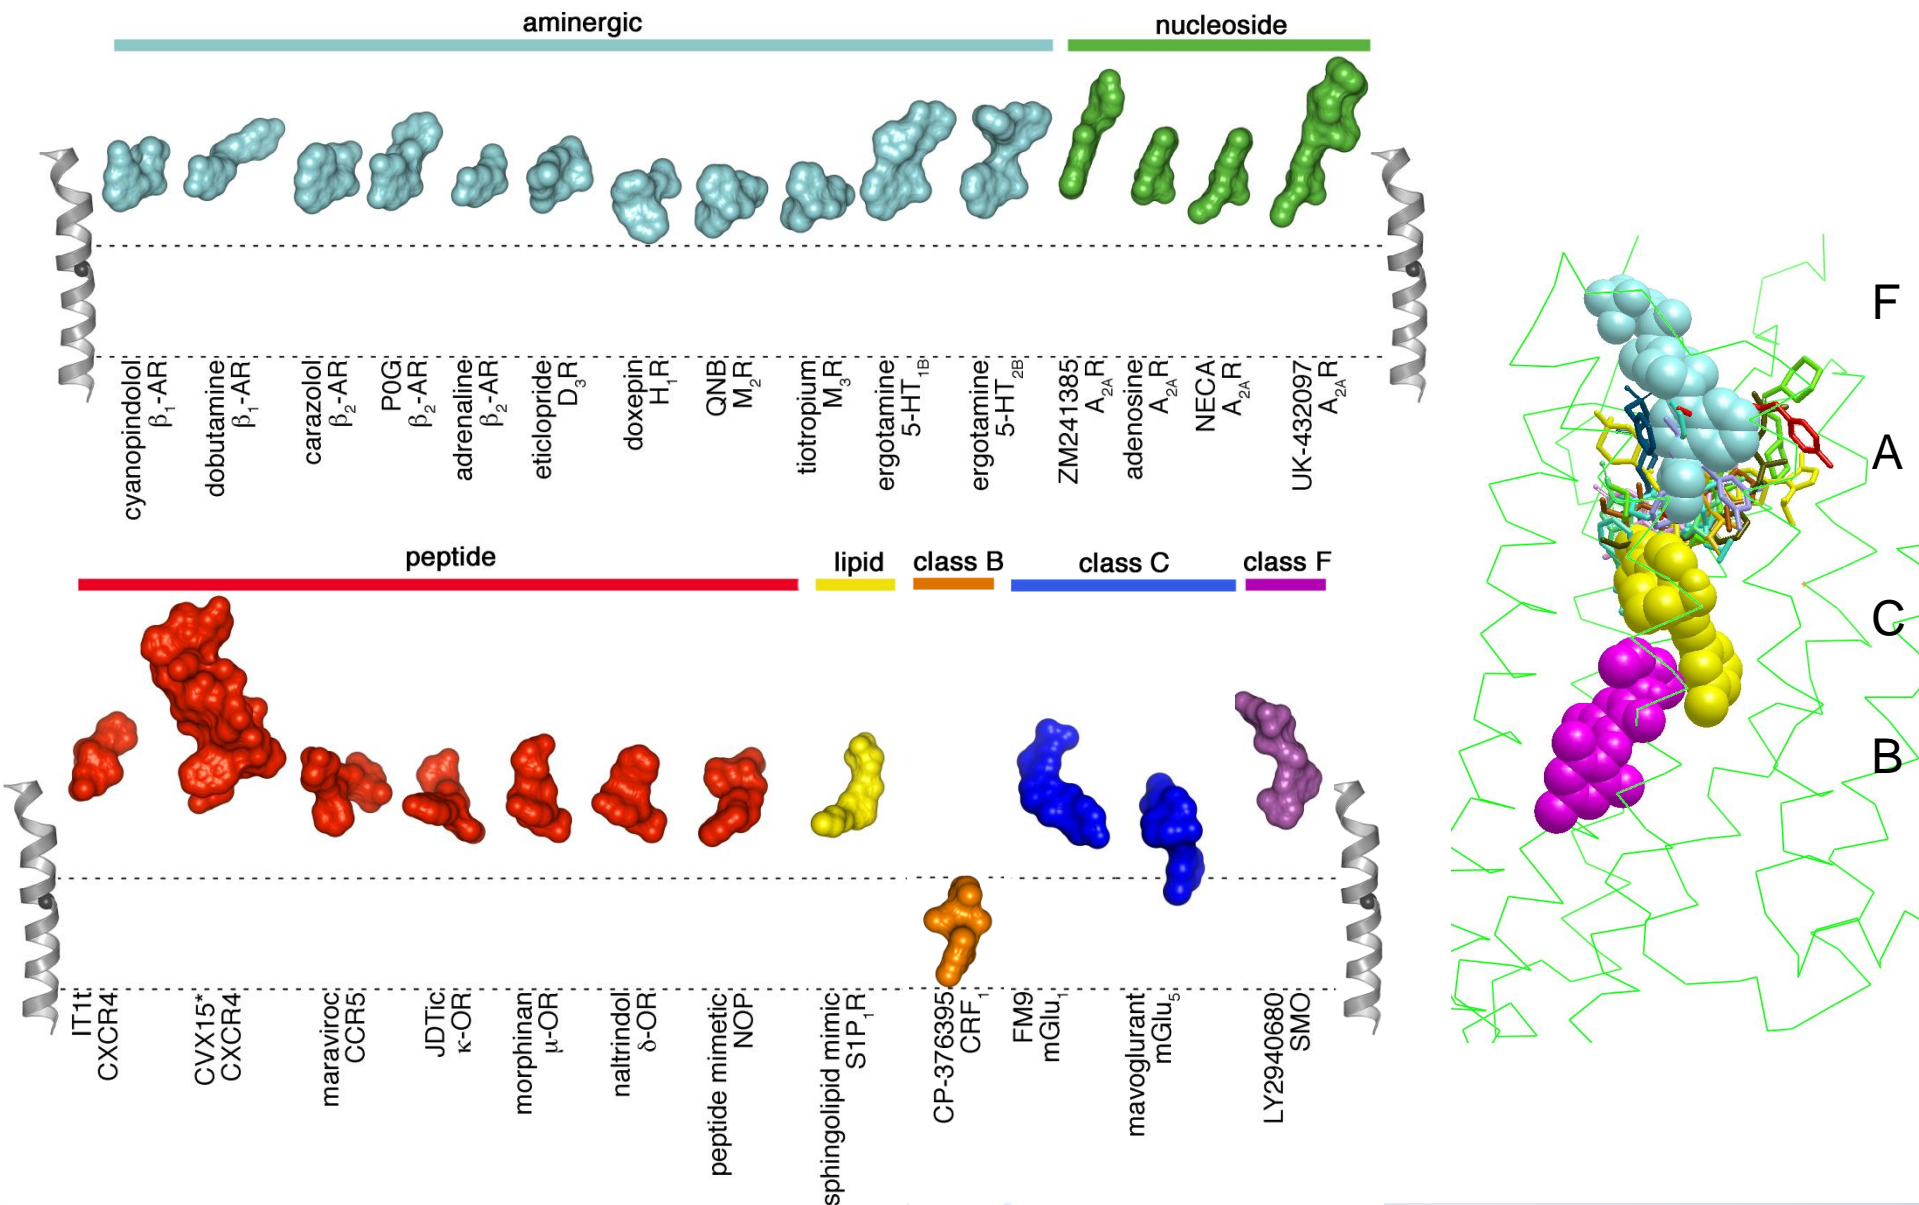 aminergic
nucleoside
cyanopindolol
β1-AR
dobutamine
β1-AR
carazolol
β2-AR
P0G
β2-AR
adrenaline
β2-AR
eticlopride
D3R
doxepin
H1R
QNB
M2R
tiotropium
M3R
ergotamine
5-HT1B
ergotamine
5-HT2B
ZM241385
A2AR
adenosine
A2AR
NECA
A2AR
UK-432097
A2AR
peptide
lipid
class B
class C
class F
IT1t
CXCR4
CVX15*
CXCR4
maraviroc
CCR5
JDTic
κ-OR
morphinan
μ-OR
naltrindol
δ-OR
peptide mimetic
NOP
sphingolipid mimic
S1P1R
CP-376395
CRF1
FM9
mGlu1
mavoglurant
mGlu5
LY2940680
SMO
F
A
C
B